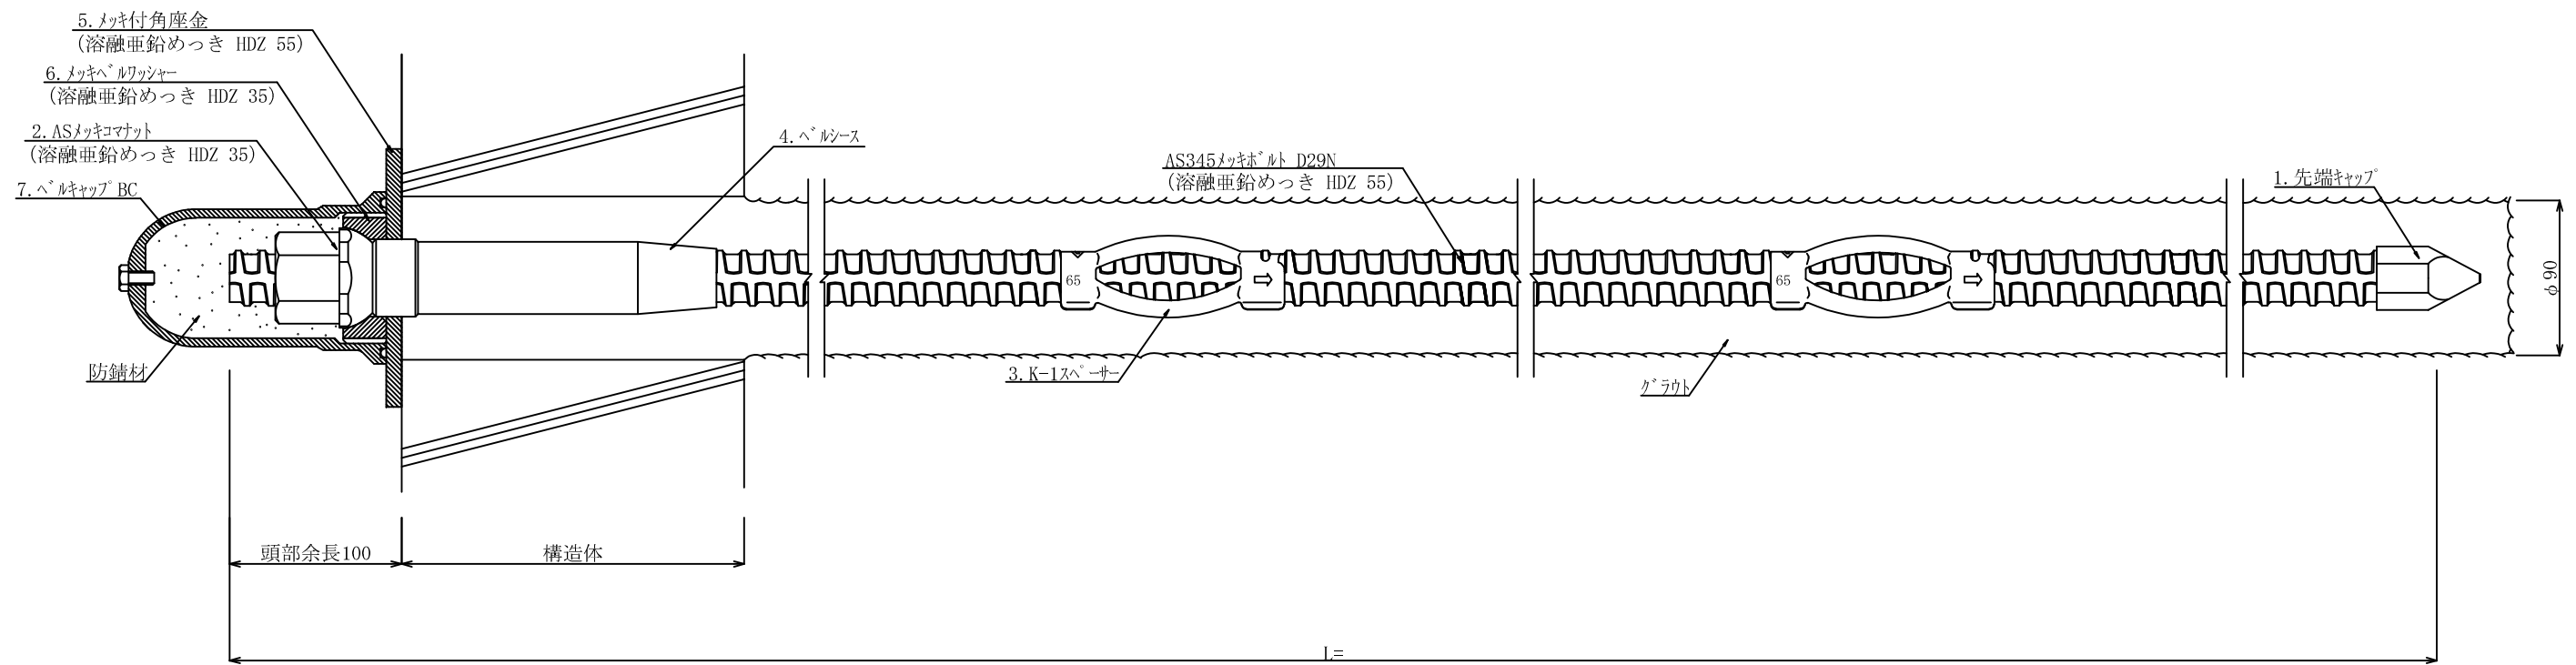 5.ﾒｯｷ付角座金
(溶融亜鉛めっき HDZ 55)
6.ﾒｯｷﾍﾞﾙﾜｯｼｬｰ
(溶融亜鉛めっき HDZ 35)
2.ASﾒｯｷｺﾏﾅｯﾄ
(溶融亜鉛めっき HDZ 35)
7.ﾍﾞﾙｷｬｯﾌﾟBC
4.ﾍﾞﾙｼｰｽ
AS345ﾒｯｷﾎﾞﾙﾄ D29N
(溶融亜鉛めっき HDZ 55)
1.先端ｷｬｯﾌﾟ
65
65
φ90
防錆材
3.K-1ｽﾍﾟｰｻｰ
ｸﾞﾗｳﾄ
頭部余長100
構造体
L=